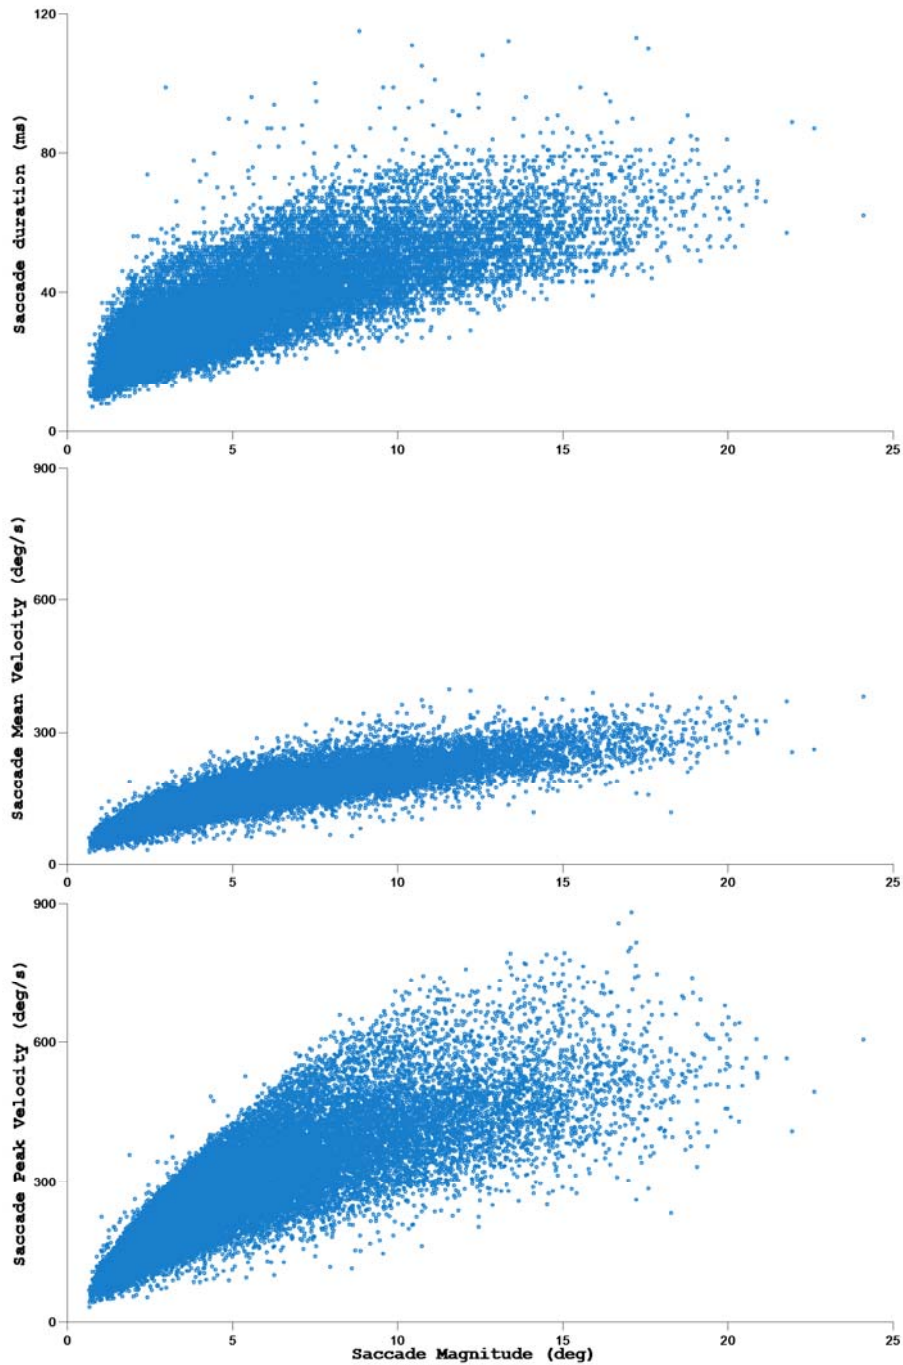 120
80
40
0
Saccade duration (ms)
0 5 10 15 20 25
900
600
300
0
Saccade Mean Velocity (deg/s)
0 5 10 15 20 25
900
600
300
0
Saccade Peak Velocity (deg/s)
0 5 10 15 20 25
Saccade Magnitude (deg)